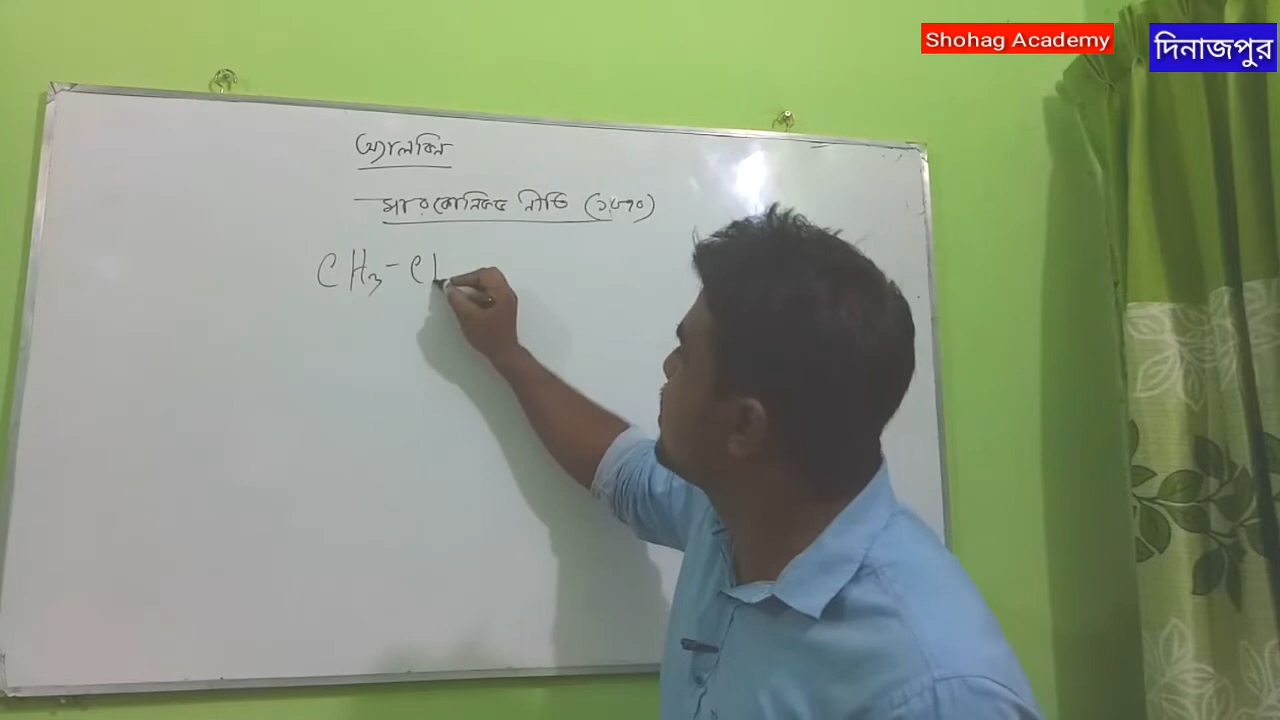 Shohag Academy
দিনাজপুর
অ্যালকিন
মারকোনিকভ নীতি (১৮৭০)
CH₃-CH